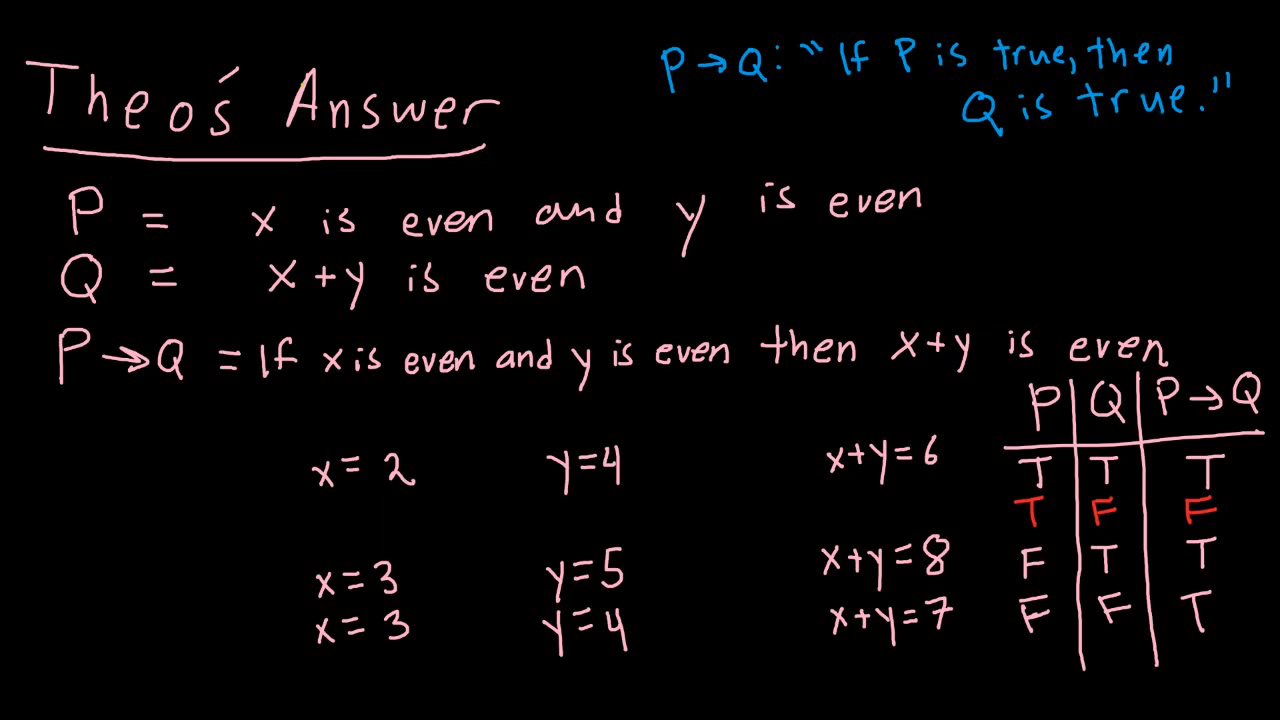 Theo's Answer
P → Q: "If P is true, then
Q is true."
P = x is even and y is even
Q = x+y is even
P → Q = If x is even and y is even then x+y is even
P Q P → Q
x = 2 y=4 x+y=6 T T T
T F F
x = 3 y=5 x+y=8 F T T
x = 3 y=4 x+y=7 F F T